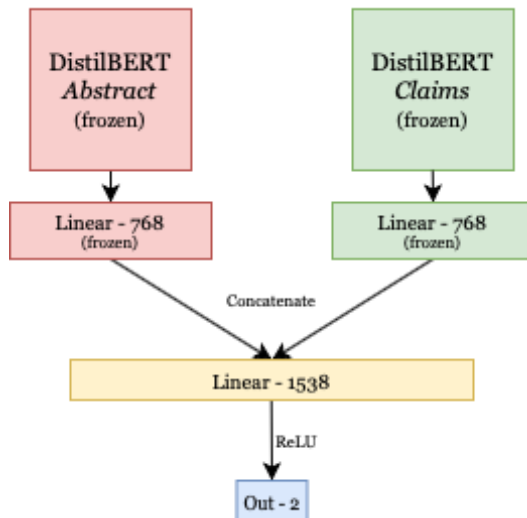 DistilBERT
Abstract
(frozen)
DistilBERT
Claims
(frozen)
Linear - 768
(frozen)
Linear - 768
(frozen)
Concatenate
Linear - 1538
ReLU
Out - 2